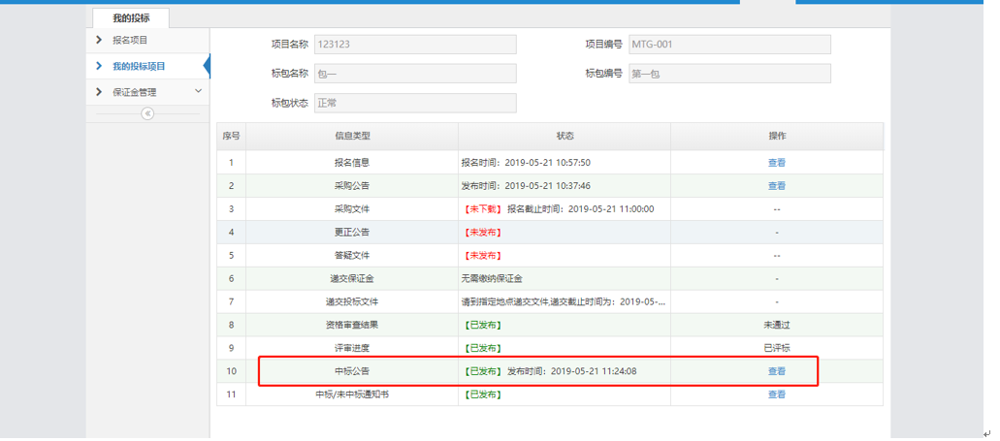 我的投标
报名项目
我的投标项目
保证金管理
项目名称 123123 项目编号 MTG-001
标包名称 包一 标包编号 第一包
标包状态 正常
序号 信息类型 状态 操作
1 报名信息 报名时间：2019-05-21 10:57:50 查看
2 采购公告 发布时间：2019-05-21 10:37:46 查看
3 采购文件 【未下载】 报名截止时间：2019-05-21 11:00:00 --
4 更正公告 【未发布】 -
5 答疑文件 【未发布】 --
6 递交保证金 无需缴纳保证金 -
7 递交投标文件 请到指定地点递交文件,递交截止时间为：2019-05-... -
8 资格审查结果 【已发布】 未通过
9 评审进度 【已发布】 已评标
10 中标公告 【已发布】 发布时间：2019-05-21 11:24:08 查看
11 中标/未中标通知书 【已发布】 查看